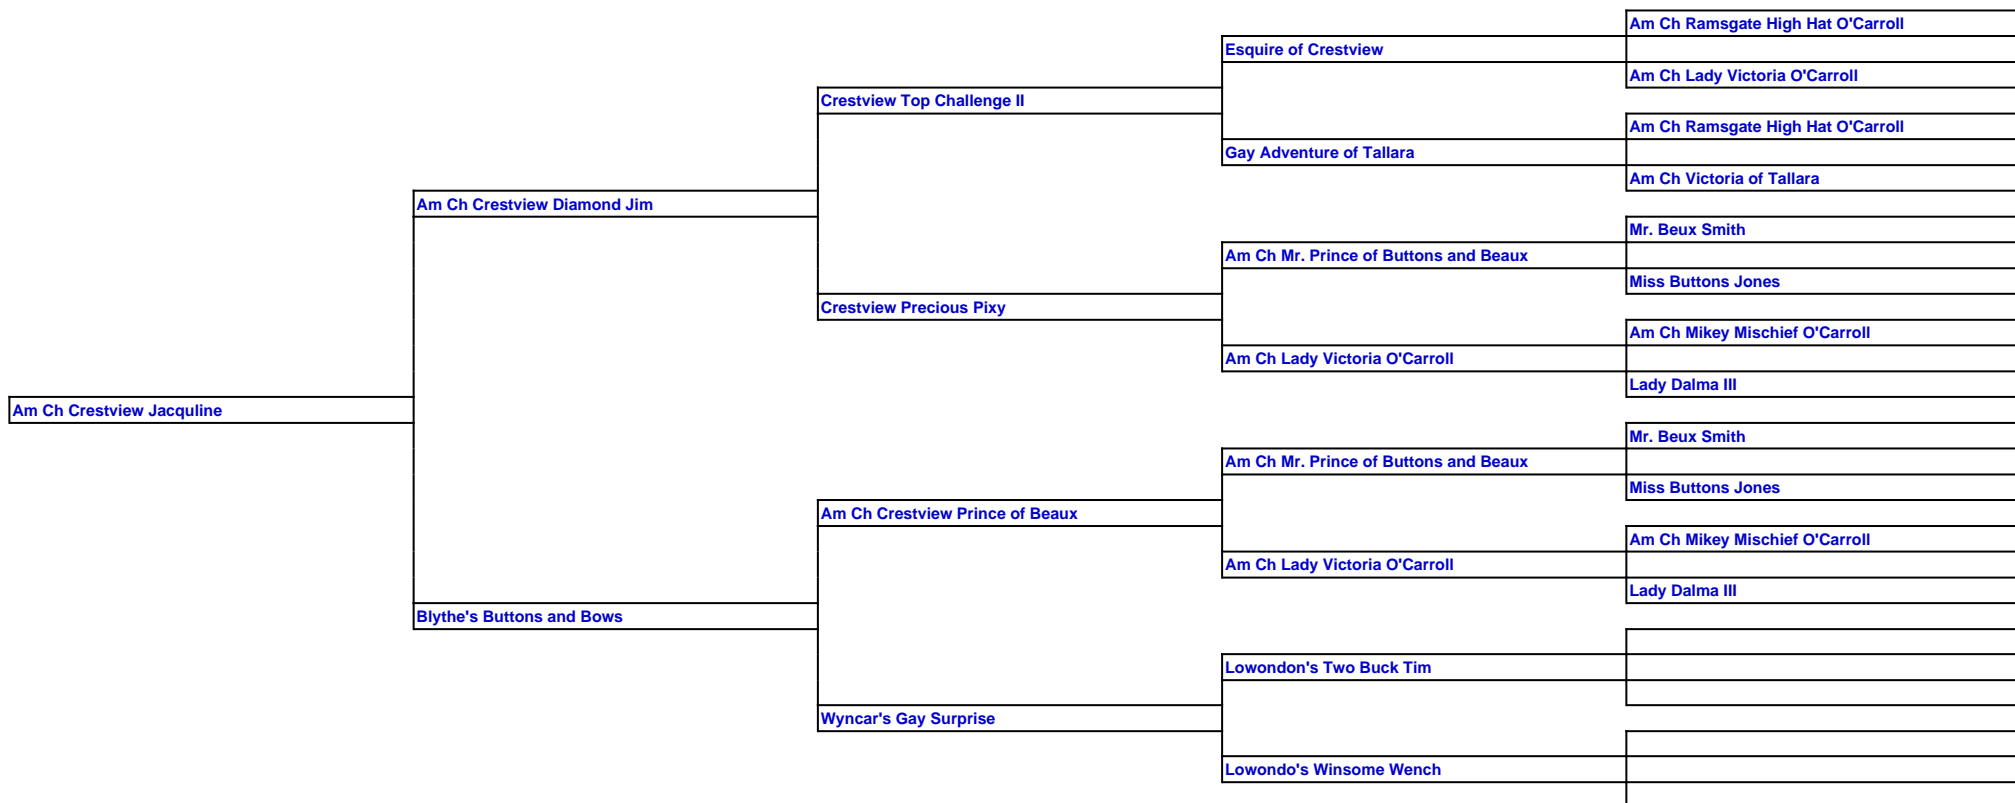 Am Ch Ramsgate High Hat O'Carroll
Esquire of Crestview
Am Ch Lady Victoria O'Carroll
Crestview Top Challenge II
Am Ch Ramsgate High Hat O'Carroll
Gay Adventure of Tallara
Am Ch Victoria of Tallara
Am Ch Crestview Diamond Jim
Mr. Beux Smith
Am Ch Mr. Prince of Buttons and Beaux
Miss Buttons Jones
Crestview Precious Pixy
Am Ch Mikey Mischief O'Carroll
Am Ch Lady Victoria O'Carroll
Lady Dalma III
Am Ch Crestview Jacquline
Mr. Beux Smith
Am Ch Mr. Prince of Buttons and Beaux
Miss Buttons Jones
Am Ch Crestview Prince of Beaux
Am Ch Mikey Mischief O'Carroll
Am Ch Lady Victoria O'Carroll
Lady Dalma III
Blythe's Buttons and Bows
Lowondon's Two Buck Tim
Wyncar's Gay Surprise
Lowondo's Winsome Wench